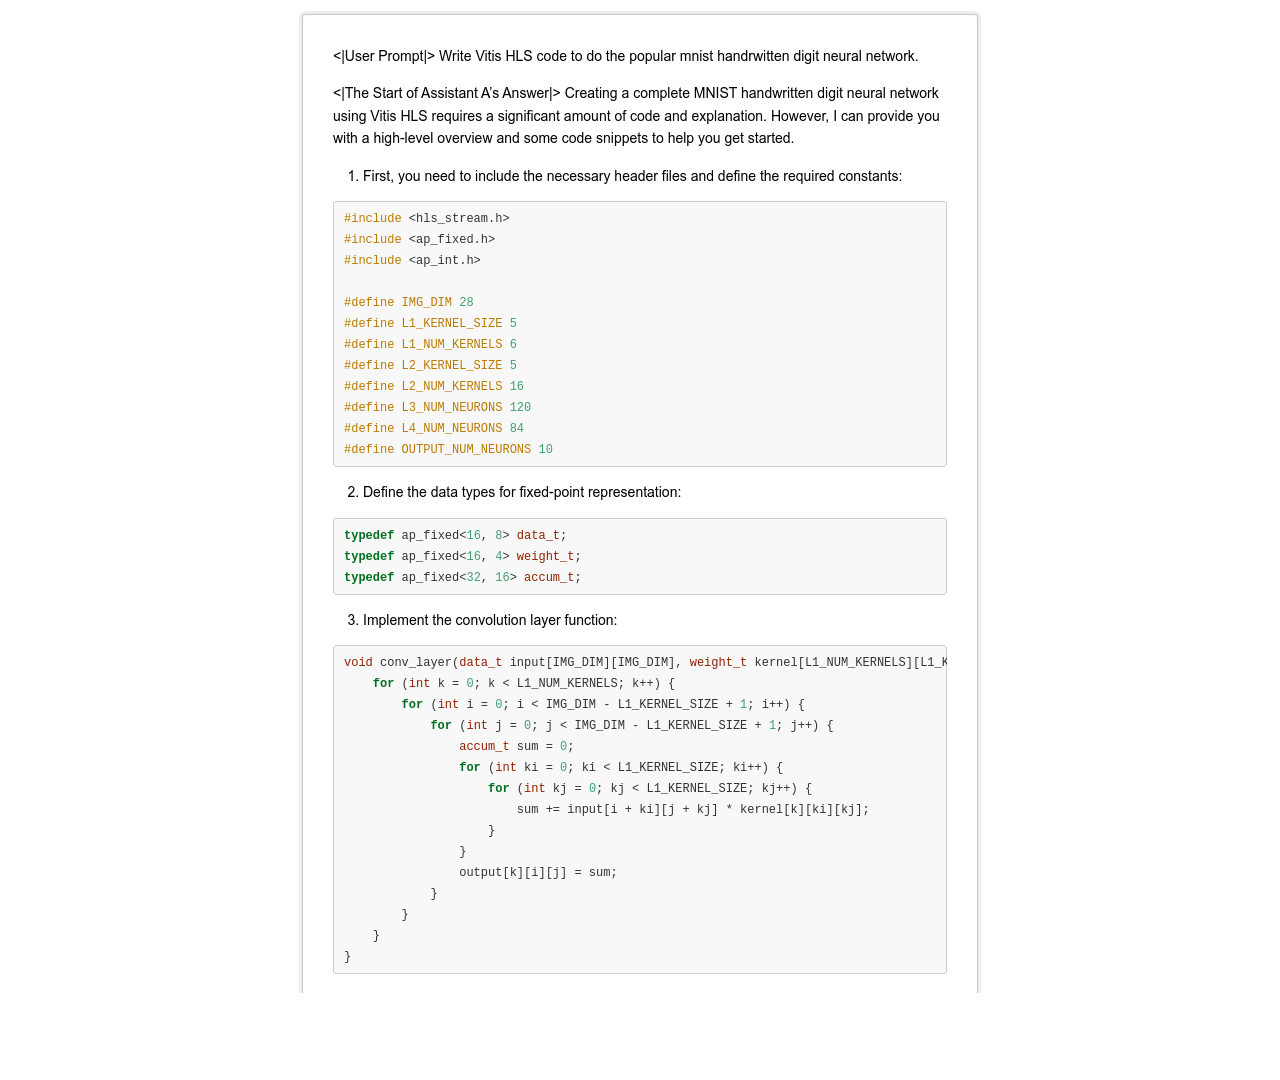 <|User Prompt|> Write Vitis HLS code to do the popular mnist handrwitten digit neural network.
<|The Start of Assistant A's Answer|> Creating a complete MNIST handwritten digit neural network
using Vitis HLS requires a significant amount of code and explanation. However, I can provide you
with a high-level overview and some code snippets to help you get started.
1. First, you need to include the necessary header files and define the required constants:
#include <hls_stream.h>
#include <ap_fixed.h>
#include <ap_int.h>
#define IMG_DIM 28
#define L1_KERNEL_SIZE 5
#define L1_NUM_KERNELS 6
#define L2_KERNEL_SIZE 5
#define L2_NUM_KERNELS 16
#define L3_NUM_NEURONS 120
#define L4_NUM_NEURONS 84
#define OUTPUT_NUM_NEURONS 10
2. Define the data types for fixed-point representation:
typedef ap_fixed<16, 8> data_t;
typedef ap_fixed<16, 4> weight_t;
typedef ap_fixed<32, 16> accum_t;
3. Implement the convolution layer function:
void conv_layer(data_t input[IMG_DIM][IMG_DIM], weight_t kernel[L1_NUM_KERNELS][L1_K
for (int k = 0; k < L1_NUM_KERNELS; k++) {
for (int i = 0; i < IMG_DIM - L1_KERNEL_SIZE + 1; i++) {
for (int j = 0; j < IMG_DIM - L1_KERNEL_SIZE + 1; j++) {
accum_t sum = 0;
for (int ki = 0; ki < L1_KERNEL_SIZE; ki++) {
for (int kj = 0; kj < L1_KERNEL_SIZE; kj++) {
sum += input[i + ki][j + kj] * kernel[k][ki][kj];
}
}
output[k][i][j] = sum;
}
}
}
}